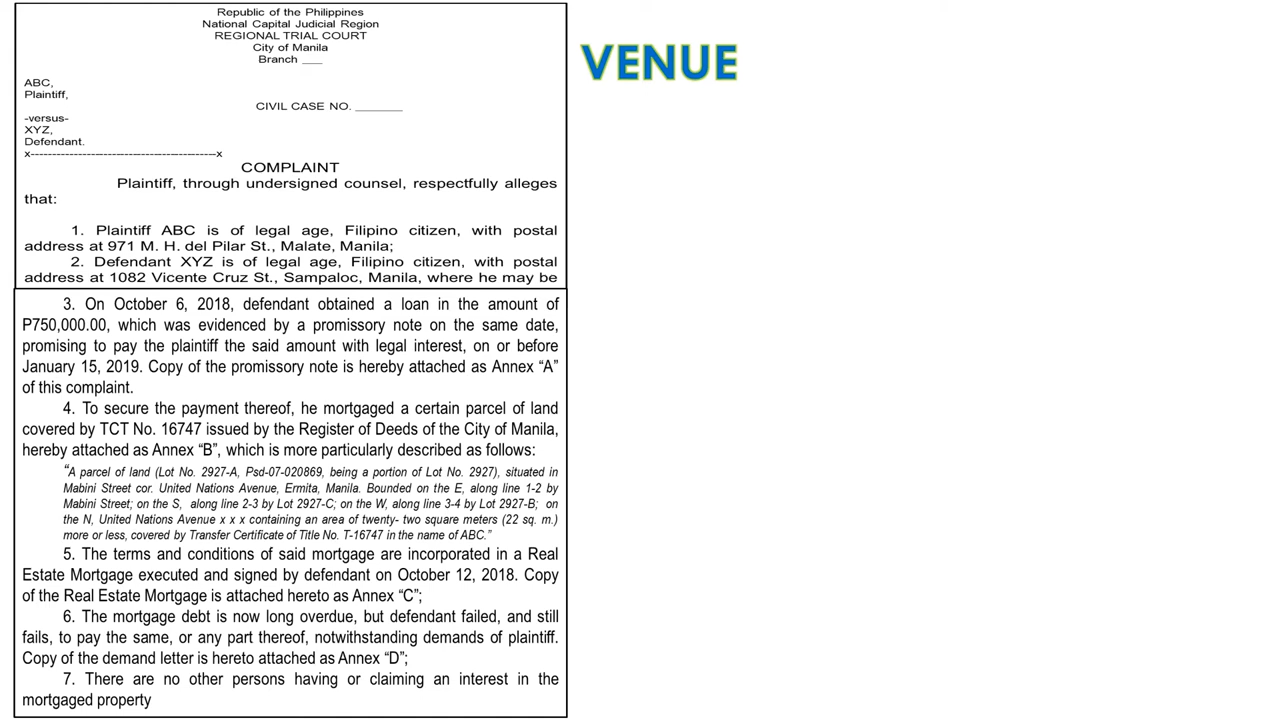 Republic of the Philippines
National Capital Judicial Region
REGIONAL TRIAL COURT
City of Manila
Branch ___
VENUE
ABC,
Plaintiff,
CIVIL CASE NO. _______
-versus-
XYZ,
Defendant.
x-------------------------------------------x
COMPLAINT
Plaintiff, through undersigned counsel, respectfully alleges
that:
1. Plaintiff ABC is of legal age, Filipino citizen, with postal
address at 971 M. H. del Pilar St., Malate, Manila;
2. Defendant XYZ is of legal age, Filipino citizen, with postal
address at 1082 Vicente Cruz St., Sampaloc, Manila, where he may be
3. On October 6, 2018, defendant obtained a loan in the amount of
P750,000.00, which was evidenced by a promissory note on the same date,
promising to pay the plaintiff the said amount with legal interest, on or before
January 15, 2019. Copy of the promissory note is hereby attached as Annex “A”
of this complaint.
4. To secure the payment thereof, he mortgaged a certain parcel of land
covered by TCT No. 16747 issued by the Register of Deeds of the City of Manila,
hereby attached as Annex “B”, which is more particularly described as follows:
“A parcel of land (Lot No. 2927-A, Psd-07-020869, being a portion of Lot No. 2927), situated in
Mabini Street cor. United Nations Avenue, Ermita, Manila. Bounded on the E, along line 1-2 by
Mabini Street; on the S, along line 2-3 by Lot 2927-C; on the W, along line 3-4 by Lot 2927-B; on
the N, United Nations Avenue x x x containing an area of twenty- two square meters (22 sq. m.)
more or less, covered by Transfer Certificate of Title No. T-16747 in the name of ABC.”
5. The terms and conditions of said mortgage are incorporated in a Real
Estate Mortgage executed and signed by defendant on October 12, 2018. Copy
of the Real Estate Mortgage is attached hereto as Annex “C”;
6. The mortgage debt is now long overdue, but defendant failed, and still
fails, to pay the same, or any part thereof, notwithstanding demands of plaintiff.
Copy of the demand letter is hereto attached as Annex “D”;
7. There are no other persons having or claiming an interest in the
mortgaged property